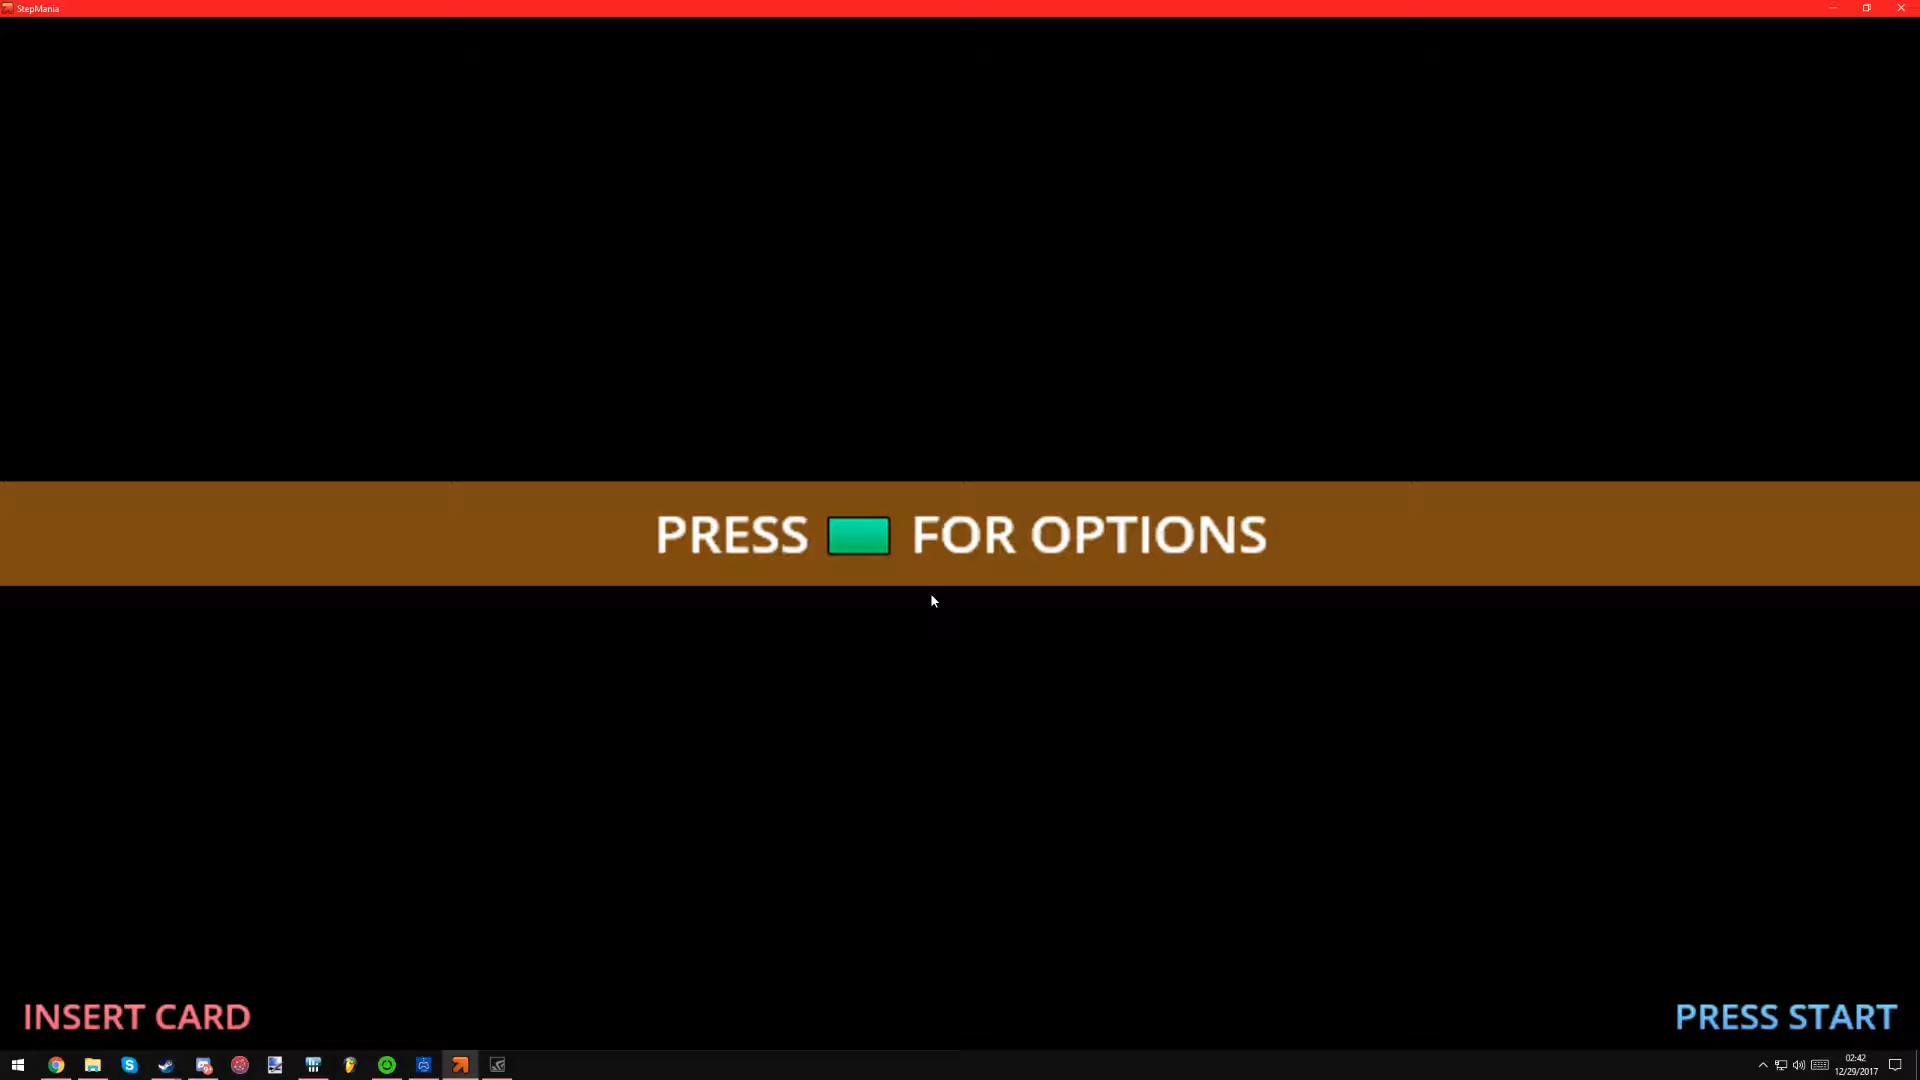 StepMania
PRESS FOR OPTIONS
INSERT CARD
PRESS START
02:42
12/29/2017